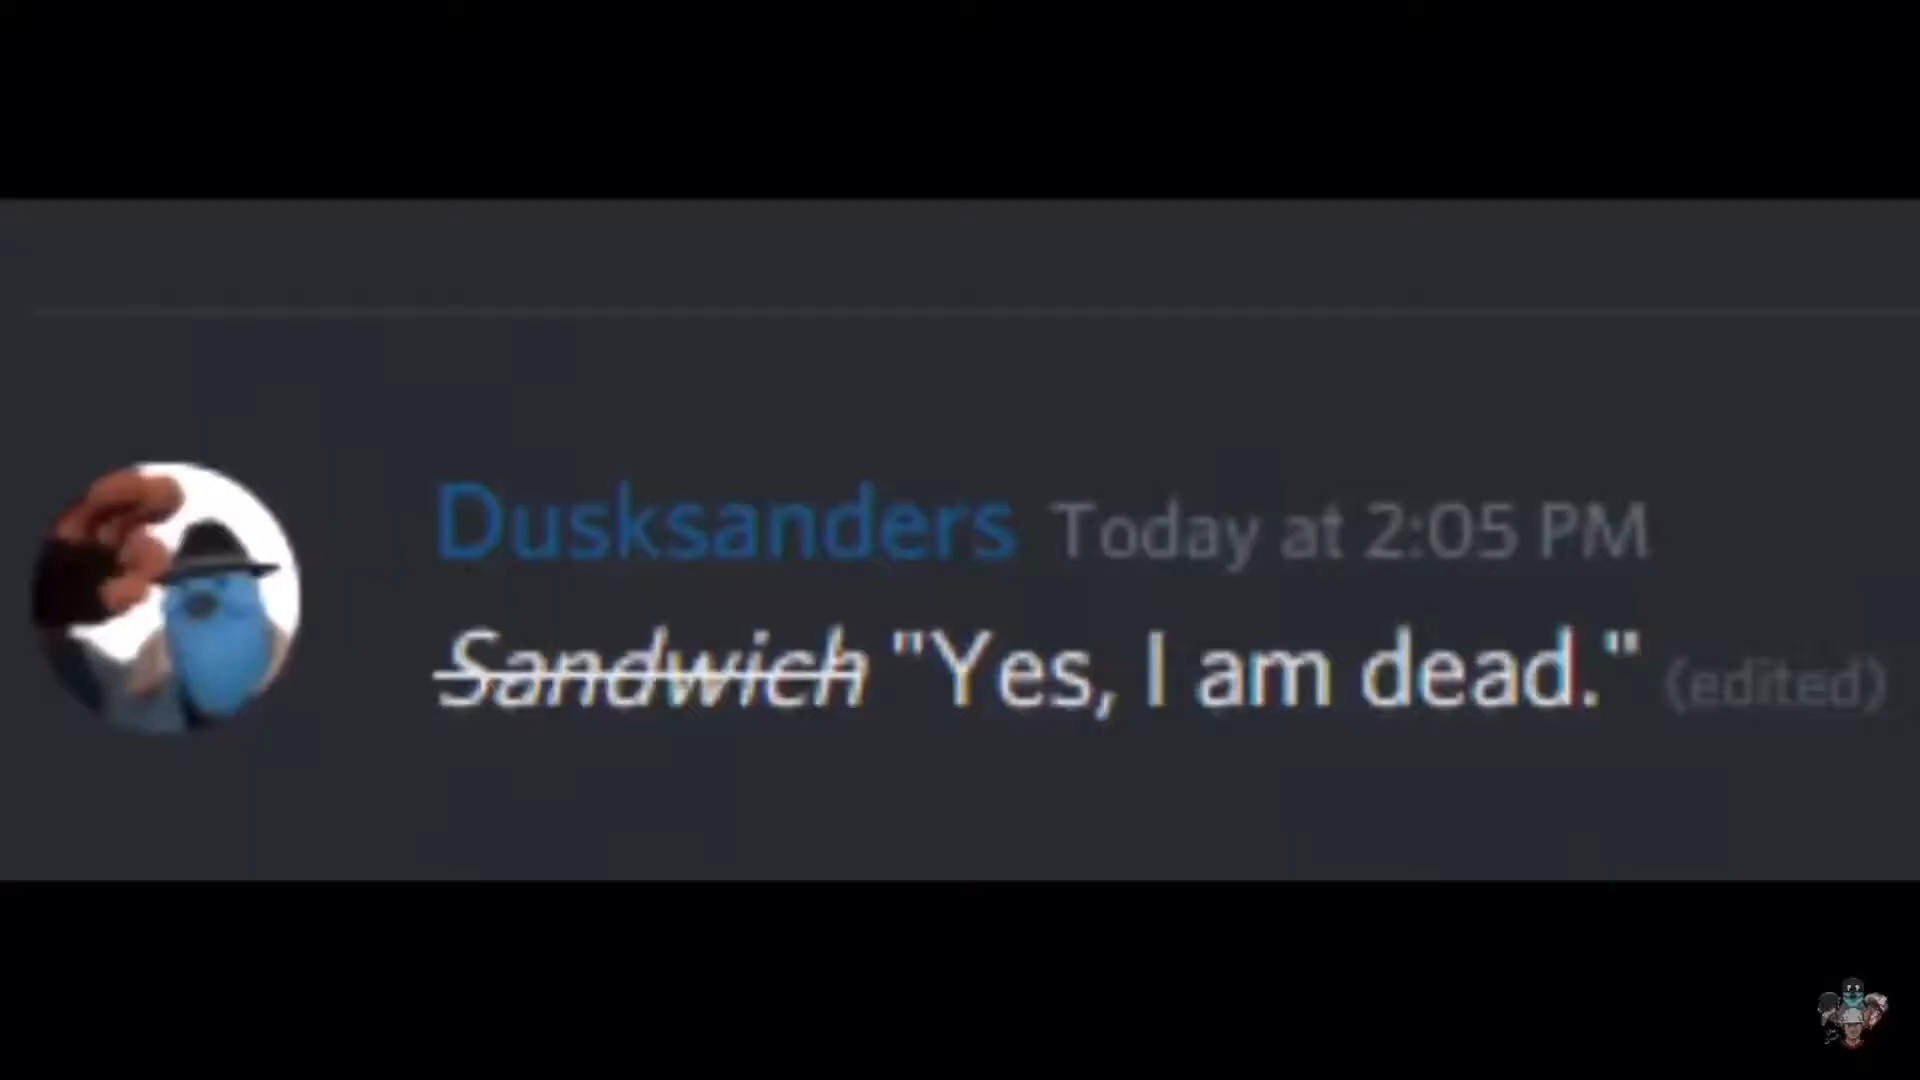 Dusksanders Today at 2:05 PM
Sandwich "Yes, I am dead." (edited)